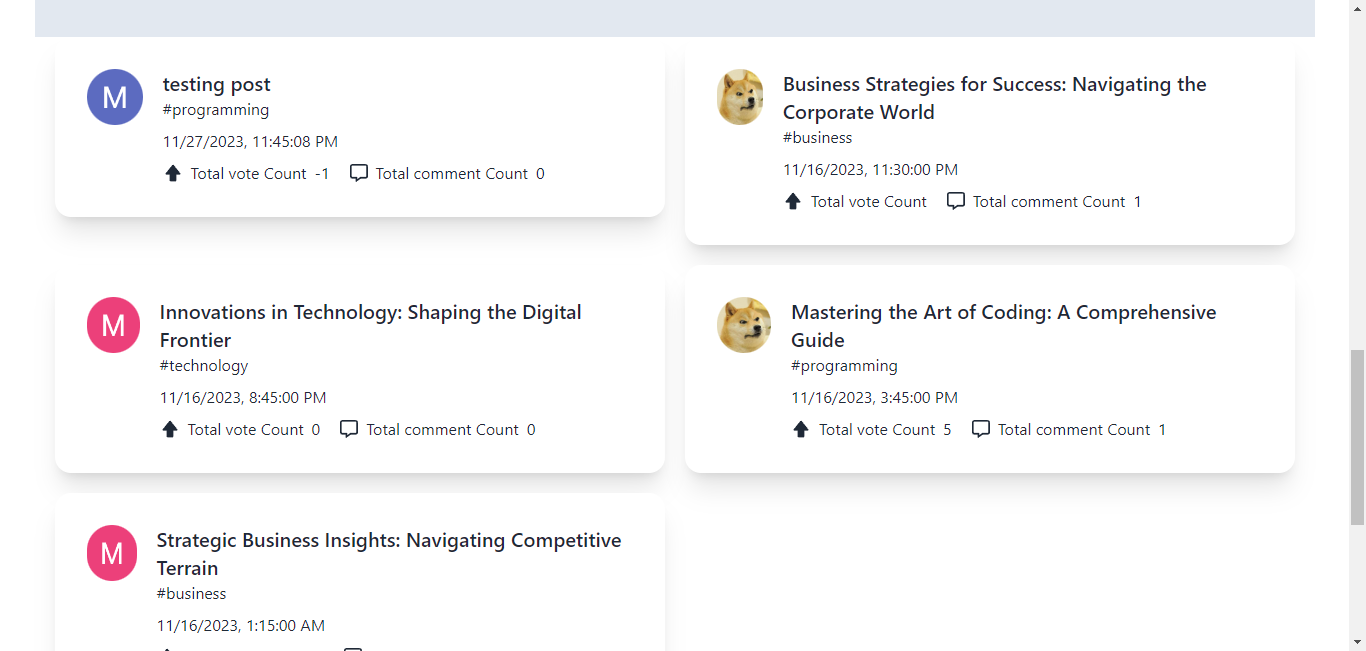 M
testing post
#programming
11/27/2023, 11:45:08 PM
Total vote Count -1 Total comment Count 0
Business Strategies for Success: Navigating the
Corporate World
#business
11/16/2023, 11:30:00 PM
Total vote Count Total comment Count 1
M
Innovations in Technology: Shaping the Digital
Frontier
#technology
11/16/2023, 8:45:00 PM
Total vote Count 0 Total comment Count 0
Mastering the Art of Coding: A Comprehensive
Guide
#programming
11/16/2023, 3:45:00 PM
Total vote Count 5 Total comment Count 1
M
Strategic Business Insights: Navigating Competitive
Terrain
#business
11/16/2023, 1:15:00 AM